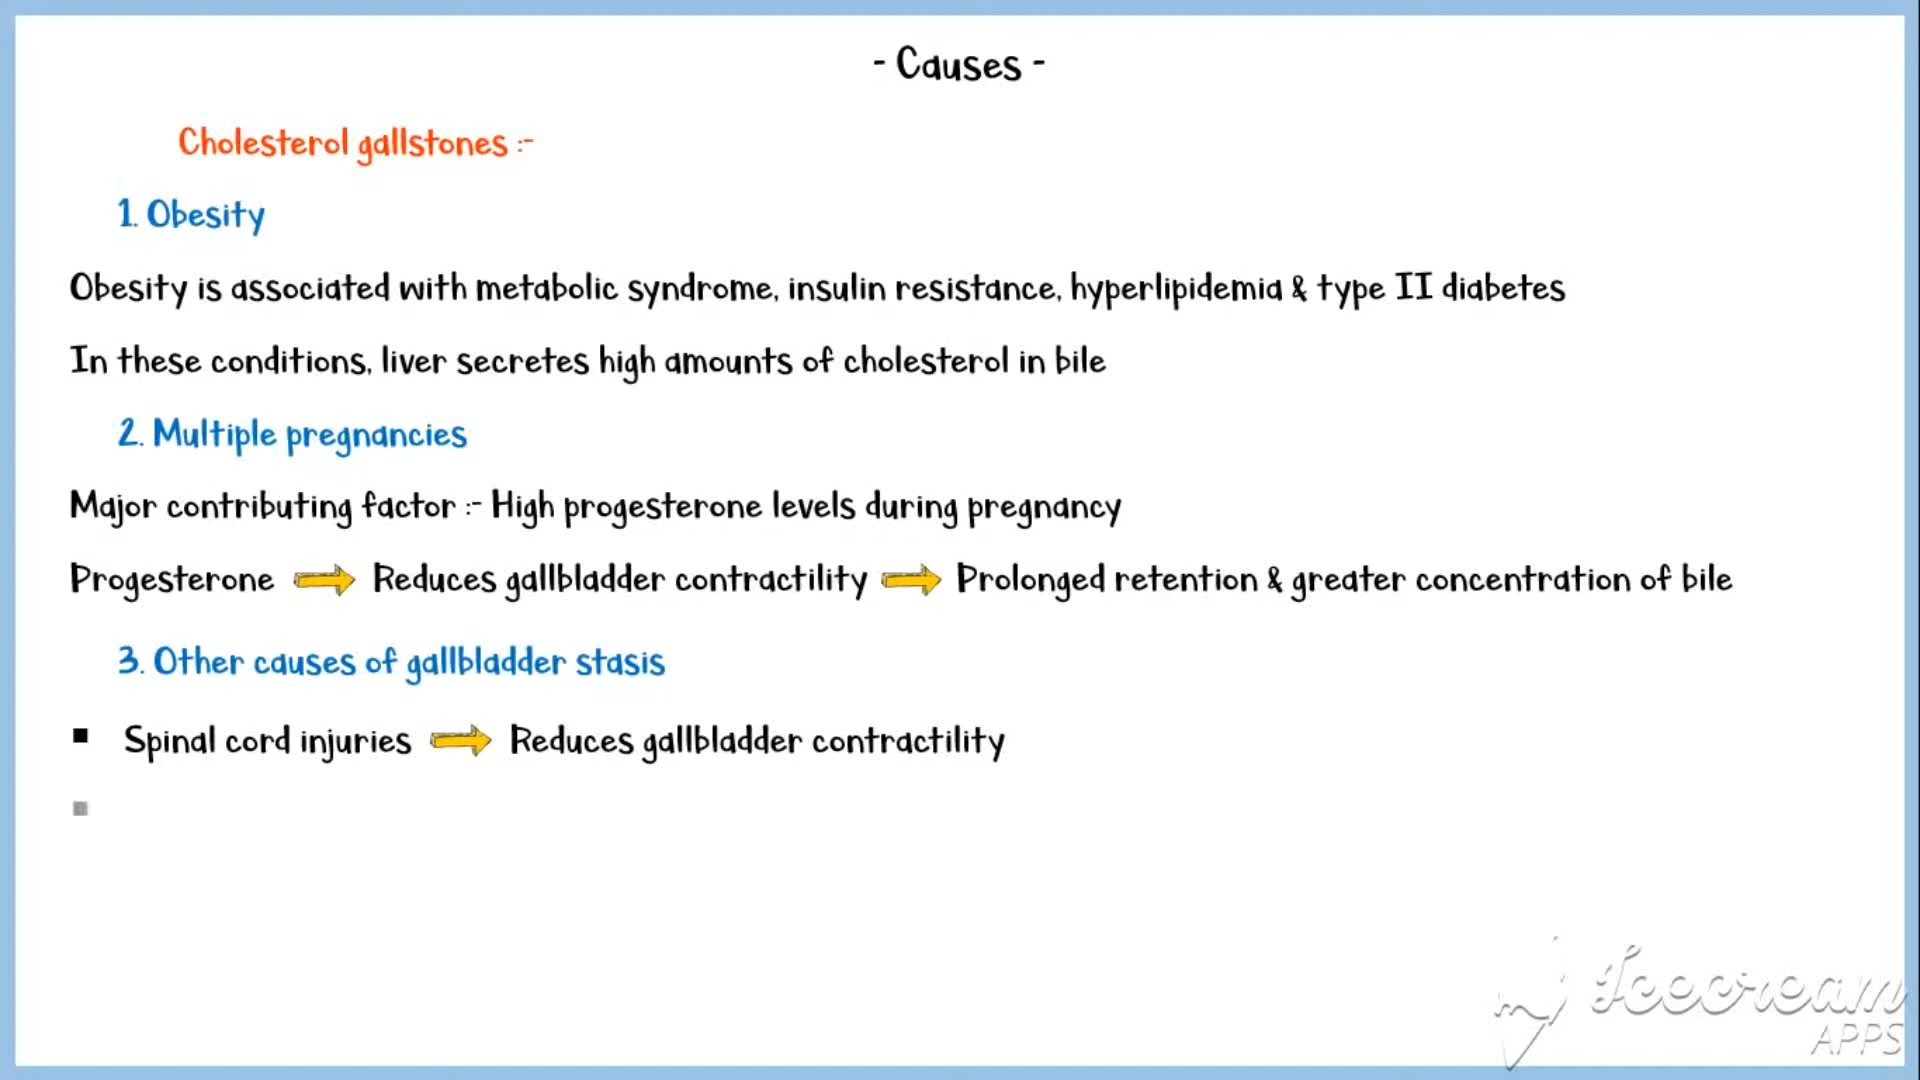 - Causes -
Cholesterol gallstones :-
1. Obesity
Obesity is associated with metabolic syndrome, insulin resistance, hyperlipidemia & type II diabetes
In these conditions, liver secretes high amounts of cholesterol in bile
2. Multiple pregnancies
Major contributing factor :- High progesterone levels during pregnancy
Progesterone Reduces gallbladder contractility Prolonged retention & greater concentration of bile
3. Other causes of gallbladder stasis
Spinal cord injuries Reduces gallbladder contractility
Icecream
APPS